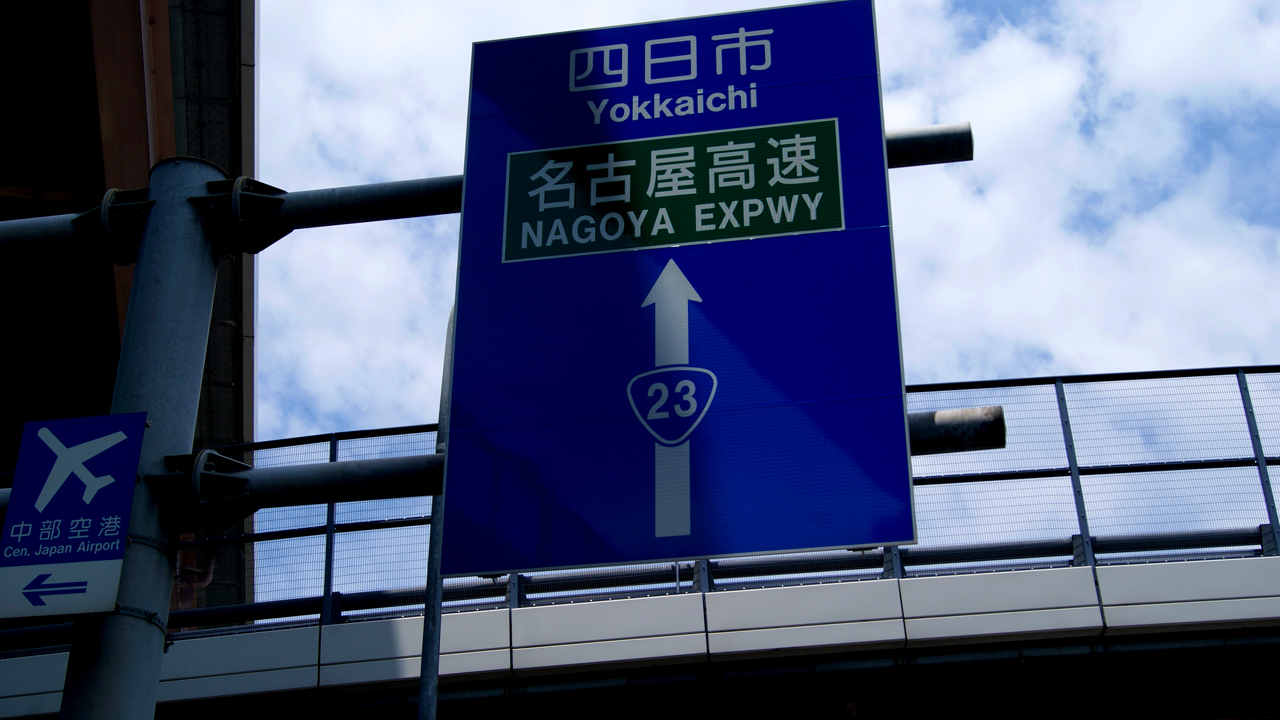 四日市
Yokkaichi
名古屋高速
NAGOYA EXPWY
23
中部空港
Cen. Japan Airport